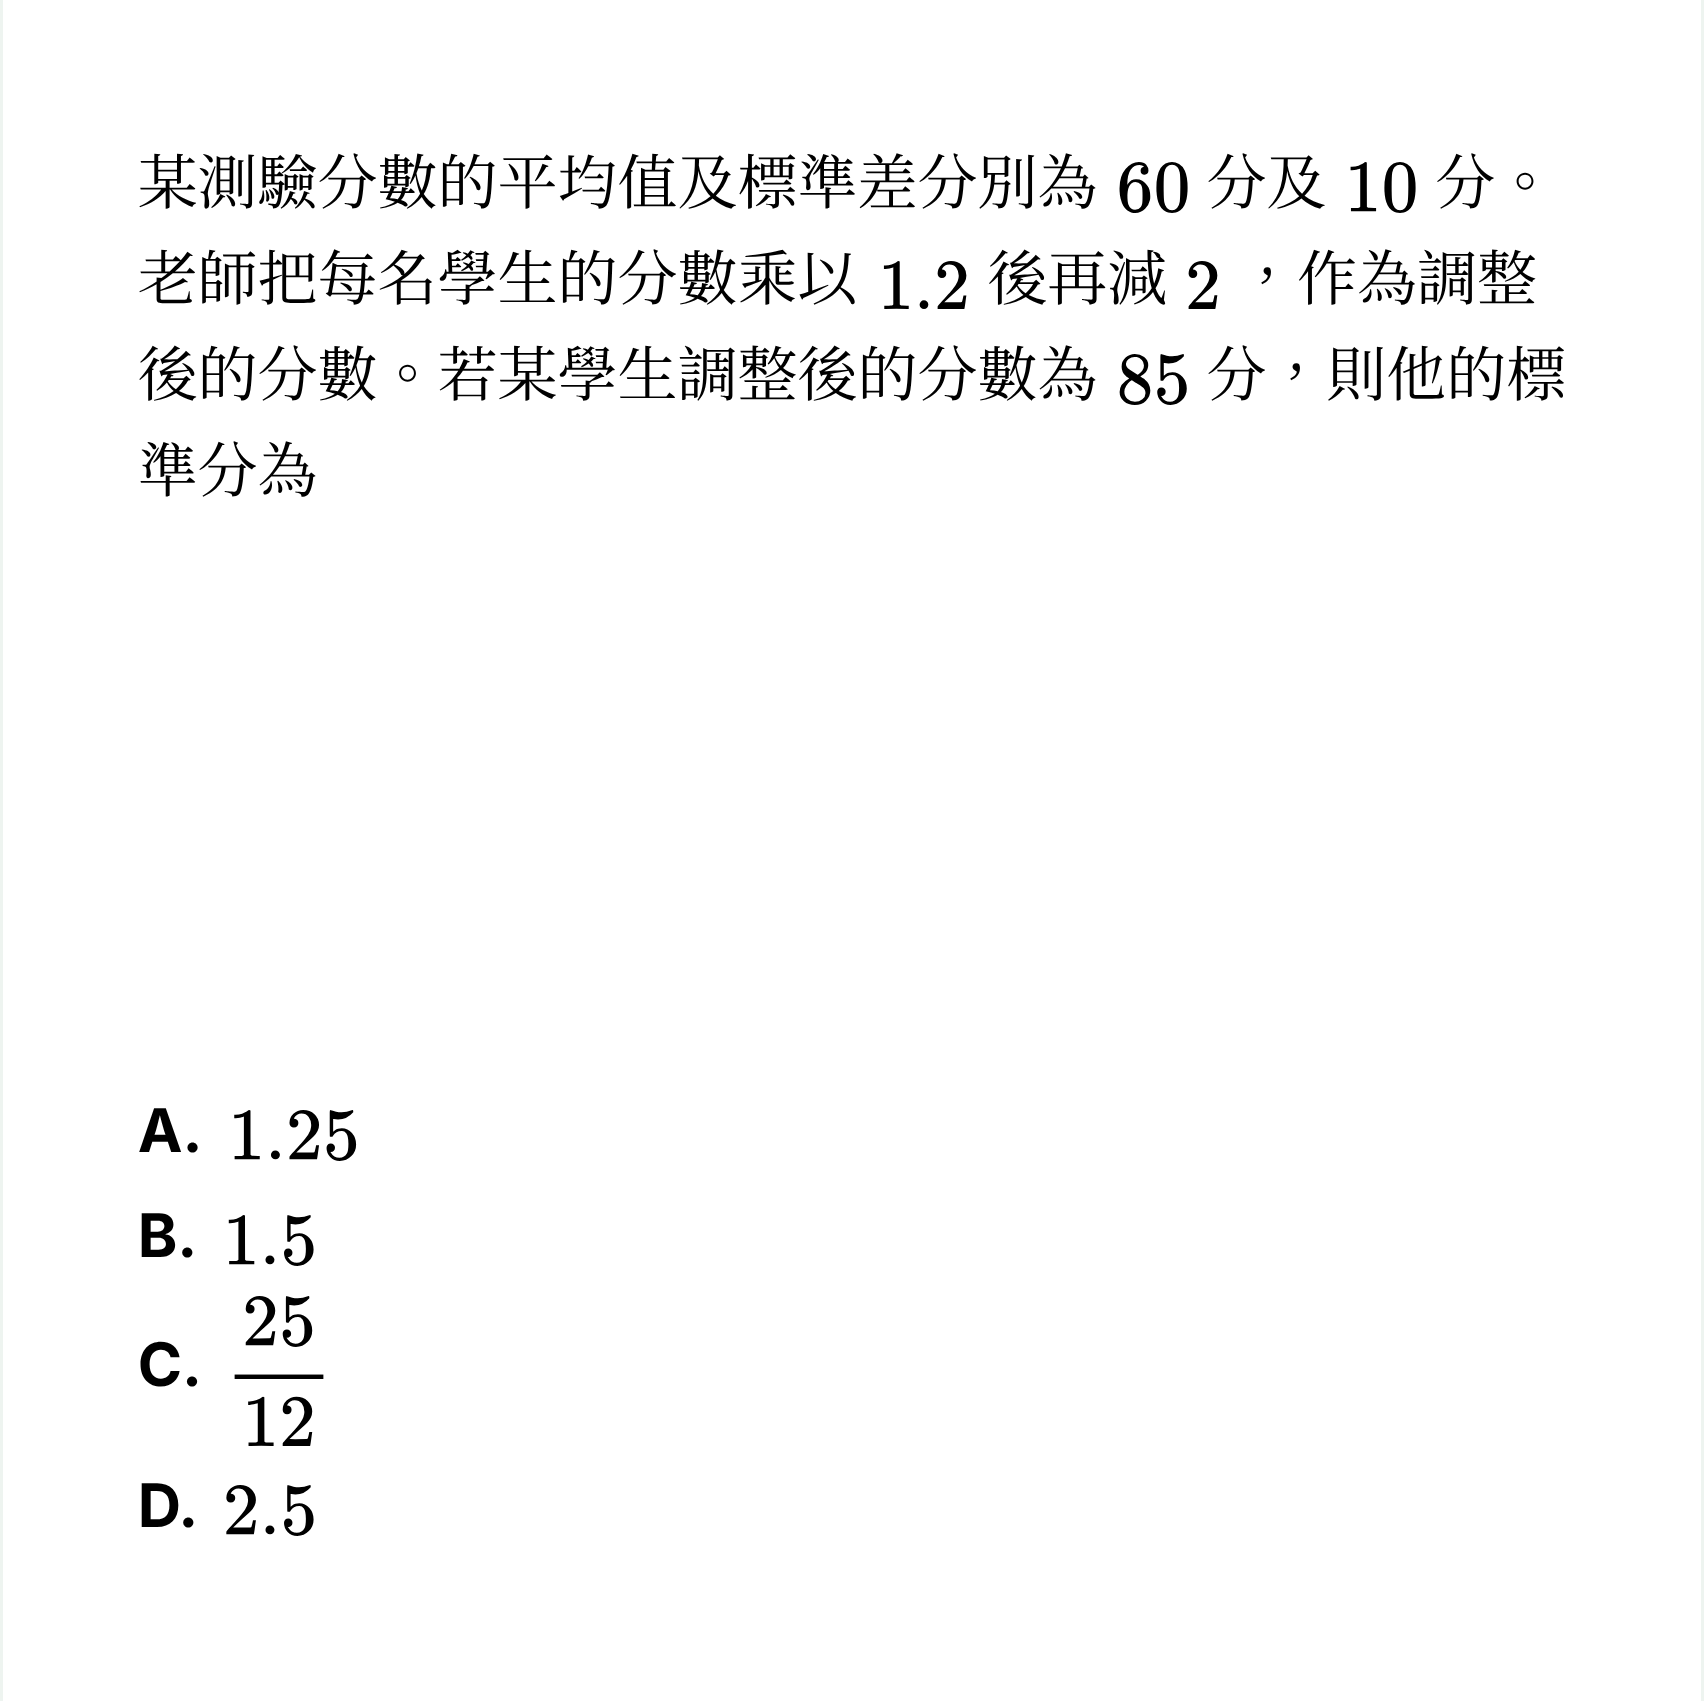 某測驗分數的平均值及標準差分別為 60 分及 10 分。
老師把每名學生的分數乘以 1.2 後再減 2 ，作為調整
後的分數。若某學生調整後的分數為 85 分，則他的標
準分為
A. 1.25
B. 1.5
C. \frac{25}{12}
D. 2.5